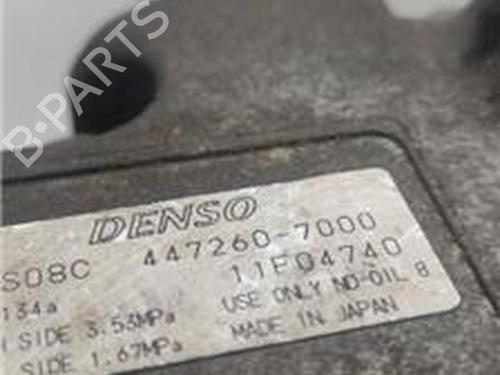 B-PARTS
DENSO
S08C 447260-7000
134a 11F04740
SIDE 3.53MPa USE ONLY ND-OIL 8
SIDE 1.67MPa MADE IN JAPAN